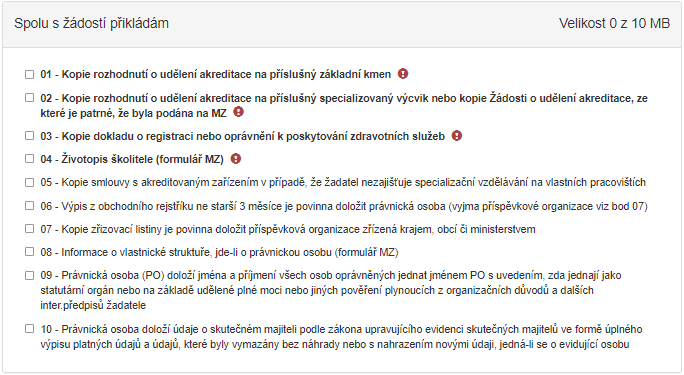 Spolu s žádostí přikládám
Velikost 0 z 10 MB
01 - Kopie rozhodnutí o udělení akreditace na příslušný základní kmen
02 - Kopie rozhodnutí o udělení akreditace na příslušný specializovaný výcvik nebo kopie Žádosti o udělení akreditace, ze
které je patrné, že byla podána na MZ
03 - Kopie dokladu o registraci nebo oprávnění k poskytování zdravotních služeb
04 - Životopis školitele (formulář MZ)
05 - Kopie smlouvy s akreditovaným zařízením v případě, že žadatel nezajišťuje specializační vzdělávání na vlastních pracovištích
06 - Výpis z obchodního rejstříku ne starší 3 měsíce je povinna doložit právnická osoba (vyjma příspěvkové organizace viz bod 07)
07 - Kopie zřizovací listiny je povinna doložit příspěvková organizace zřízená krajem, obcí či ministerstvem
08 - Informace o vlastnické struktuře, jde-li o právnickou osobu (formulář MZ)
09 - Právnická osoba (PO) doloží jména a příjmení všech osob oprávněných jednat jménem PO s uvedením, zda jednají jako
statutární orgán nebo na základě udělené plné moci nebo jiných pověření plynoucích z organizačních důvodů a dalších
inter.předpisů žadatele
10 - Právnická osoba doloží údaje o skutečném majiteli podle zákona upravujícího evidenci skutečných majitelů ve formě úplného
výpisu platných údajů a údajů, které byly vymazány bez náhrady nebo s nahrazením novými údaji, jedná-li se o evidující osobu